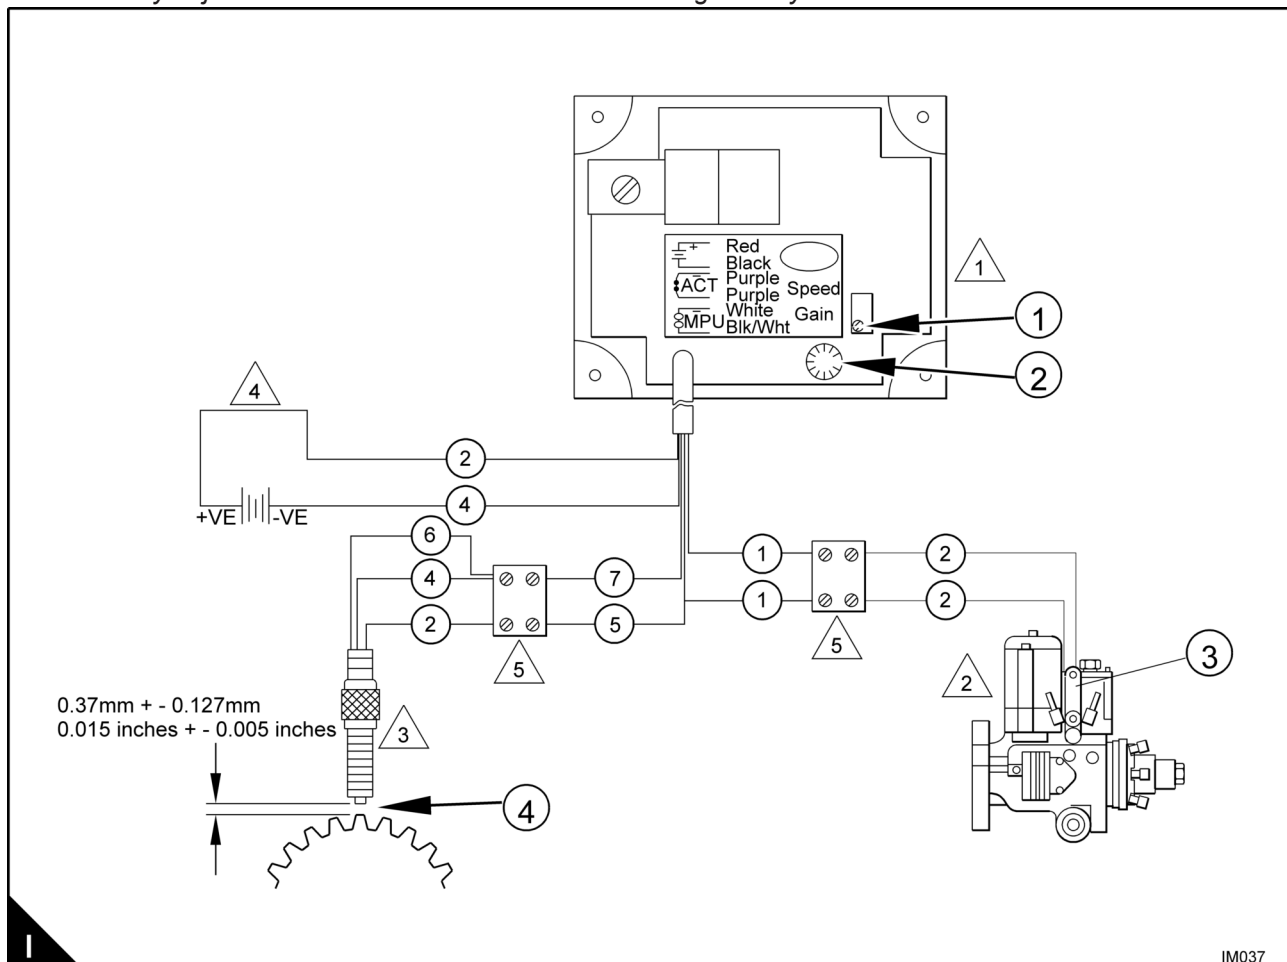 Red
Black
ACT Purple
Purple Speed
White Gain
MPU Blk/Wht
+
1
1
2
4
2
4
+VE -VE
6
4 7
2 5
5
1 2
1 2
5
2
3
0.37mm + - 0.127mm
0.015 inches + - 0.005 inches
3
4
I
IM037